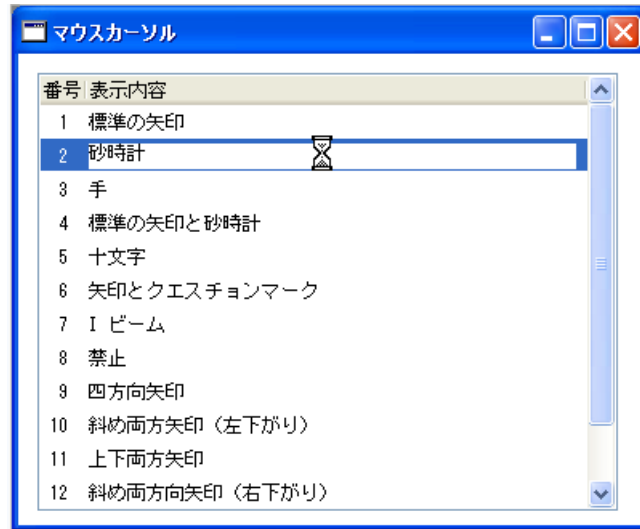 マウスカーソル
番号 表示内容
1 標準の矢印
2 砂時計
3 手
4 標準の矢印と砂時計
5 十文字
6 矢印とクエスチョンマーク
7 I ビーム
8 禁止
9 四方向矢印
10 斜め両方矢印（左下がり）
11 上下両方矢印
12 斜め両方向矢印（右下がり）